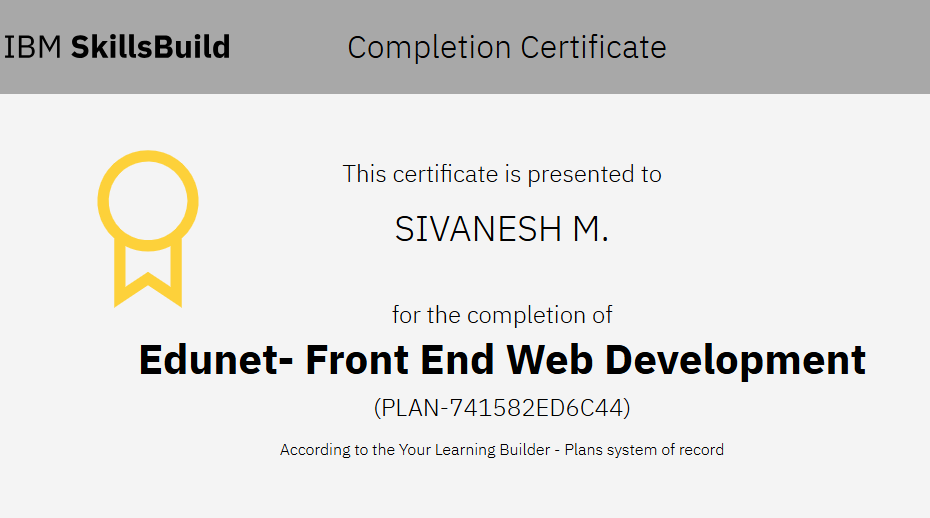 IBM SkillsBuild
Completion Certificate
This certificate is presented to
SIVANESH M.
for the completion of
Edunet- Front End Web Development
(PLAN-741582ED6C44)
According to the Your Learning Builder - Plans system of record